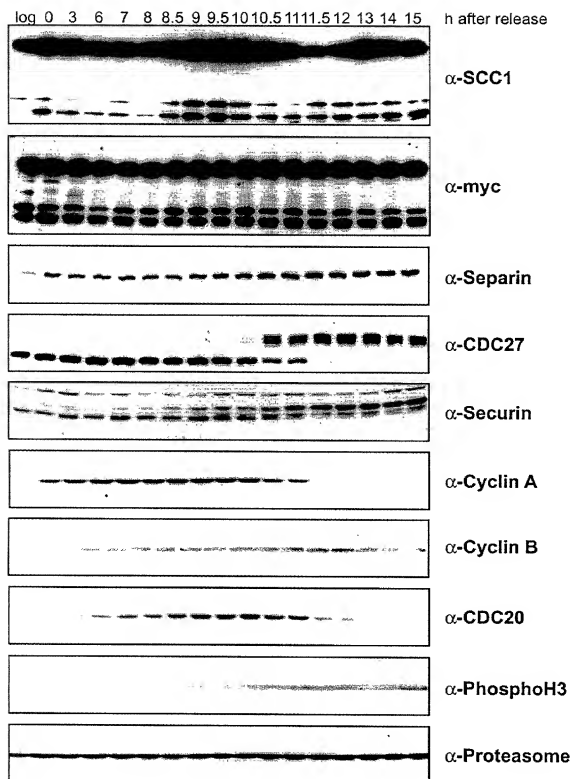 log 0 3 6 7 8 8.5 9 9.5 10 10.5 11 11.5 12 13 14 15 h after release
α-SCC1
α-myc
α-Separin
α-CDC27
α-Securin
α-Cyclin A
α-Cyclin B
α-CDC20
α-PhosphoH3
α-Proteasome